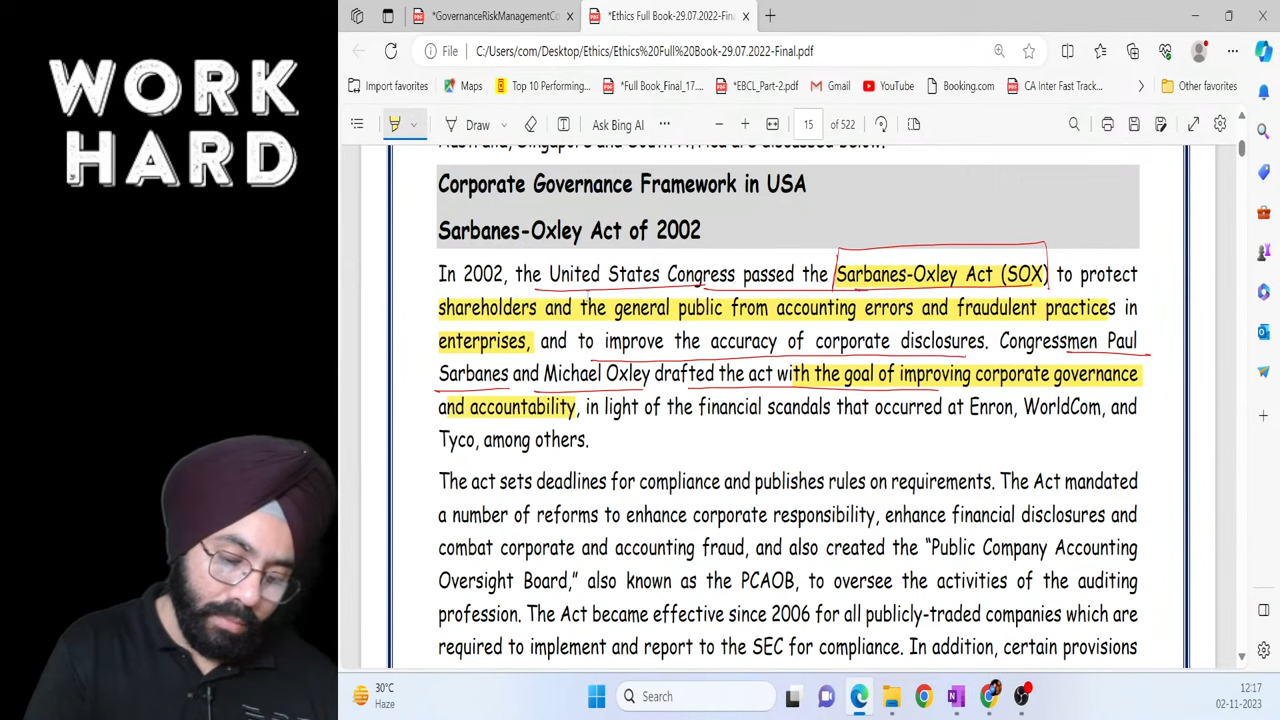 WORK
HARD
*GovernanceRiskManagementCo
*Ethics Full Book-29.07.2022-Fina
File
C:/Users/com/Desktop/Ethics/Ethics%20Full%20Book-29.07.2022-Final.pdf
Import favorites
Maps
Top 10 Performing...
*Full Book_Final_17....
*EBCL_Part-2.pdf
Gmail
YouTube
Booking.com
CA Inter Fast Track...
Other favorites
Draw
Ask Bing AI
15 of 522
Corporate Governance Framework in USA
Sarbanes-Oxley Act of 2002
In 2002, the United States Congress passed the Sarbanes-Oxley Act (SOX) to protect
shareholders and the general public from accounting errors and fraudulent practices in
enterprises, and to improve the accuracy of corporate disclosures. Congressmen Paul
Sarbanes and Michael Oxley drafted the act with the goal of improving corporate governance
and accountability, in light of the financial scandals that occurred at Enron, WorldCom, and
Tyco, among others.
The act sets deadlines for compliance and publishes rules on requirements. The Act mandated
a number of reforms to enhance corporate responsibility, enhance financial disclosures and
combat corporate and accounting fraud, and also created the “Public Company Accounting
Oversight Board,” also known as the PCAOB, to oversee the activities of the auditing
profession. The Act became effective since 2006 for all publicly-traded companies which are
required to implement and report to the SEC for compliance. In addition, certain provisions
30°C
Haze
Search
12:17
02-11-2023